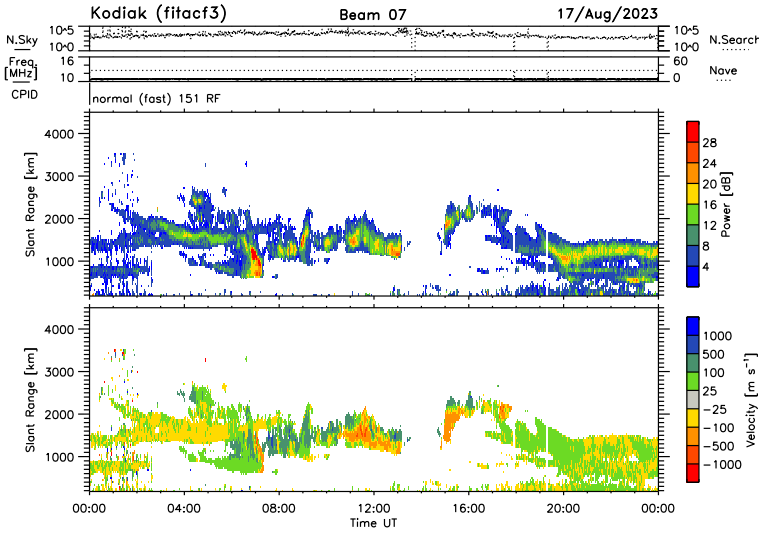 Kodiak (fitacf3) Beam 07 17/Aug/2023
N.Sky 10^5 10^0 10^5 10^0 N.Search
Freq. [MHz] 16 10 60 0 Nave
CPID normal (fast) 151 RF
Slant Range [km] 4000 3000 2000 1000
28 24 20 16 12 8 4 Power [dB]
Slant Range [km] 4000 3000 2000 1000
1000 500 100 25 −25 −100 −500 −1000 Velocity [m s⁻¹]
00:00 04:00 08:00 12:00 16:00 20:00 00:00
Time UT